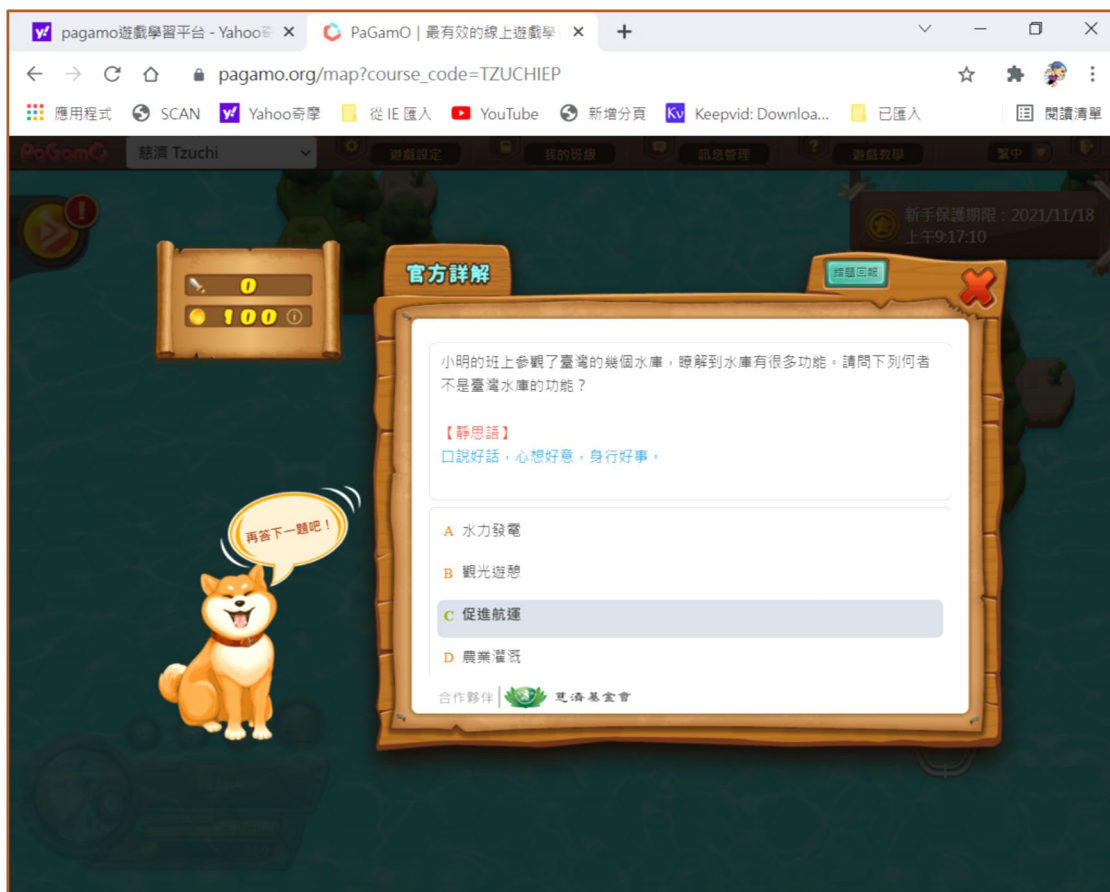 pagamo遊戲學習平台 - Yahoo奇
PaGamO | 最有效的線上遊戲學
pagamo.org/map?course_code=TZUCHIEP
應用程式 SCAN Yahoo奇摩 從 IE 匯入 YouTube 新增分頁 Keepvid: Downloa... 已匯入 閱讀清單
PaGamO 慈濟 Tzuchi 遊戲設定 我的班級 訊息管理 遊戲教學 繁中
新手保護期限：2021/11/18
上午9:17:10
0
100
官方詳解
錯題回報
小明的班上參觀了臺灣的幾個水庫，瞭解到水庫有很多功能。請問下列何者
不是臺灣水庫的功能？
【靜思語】
口說好話，心想好意，身行好事。
再答下一題吧！
A 水力發電
B 觀光遊憩
C 促進航運
D 農業灌溉
合作夥伴 慈濟基金會